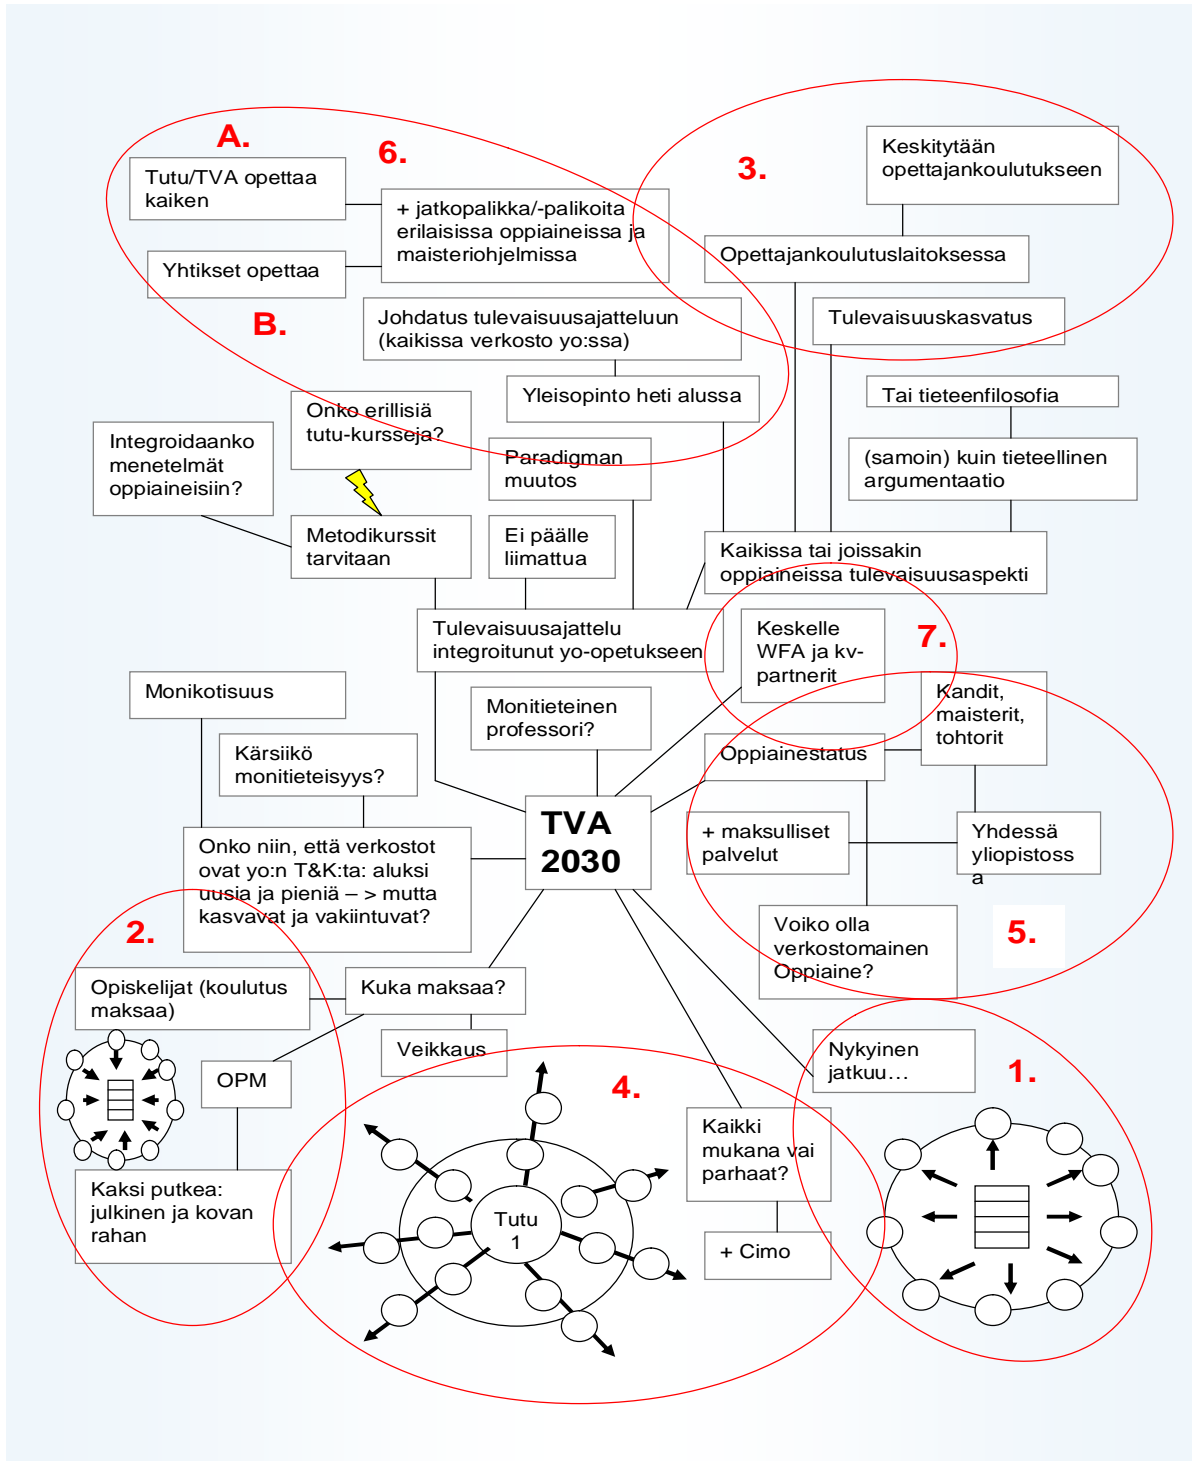 A.
6.
3.
Keskitytään
opettajankoulutukseen
Tutu/TVA opettaa
kaiken
+ jatkopalikka/-palikoita
erilaisissa oppiaineissa ja
maisteriohjelmissa
Opettajankoulutuslaitoksessa
Yhtikset opettaa
B.
Johdatus tulevaisuusajatteluun
(kaikissa verkosto yo:ssa)
Tulevaisuuskasvatus
Yleisopinto heti alussa
Tai tieteenfilosofia
Onko erillisiä
tutu-kursseja?
Integroidaanko
menetelmät
oppiaineisiin?
Paradigman
muutos
(samoin) kuin tieteellinen
argumentaatio
Metodikurssit
tarvitaan
Ei päälle
liimattua
Kaikissa tai joissakin
oppiaineissa tulevaisuusaspekti
Tulevaisuusajattelu
integroitunut yo-opetukseen
Keskelle
WFA ja kv-
partnerit
7.
Monikotisuus
Monitieteinen
professori?
Kandit,
maisterit,
tohtorit
Kärsiikö
monitieteisyys?
Oppiainestatus
TVA
2030
+ maksulliset
palvelut
Yhdessä
yliopistoss
a
Onko niin, että verkostot
ovat yo:n T&K:ta: aluksi
uusia ja pieniä – > mutta
kasvavat ja vakiintuvat?
2.
Voiko olla
verkostomainen
Oppiaine?
5.
Opiskelijat (koulutus
maksaa)
Kuka maksaa?
Veikkaus
Nykyinen
jatkuu…
1.
OPM
4.
Kaikki
mukana vai
parhaat?
Kaksi putkea:
julkinen ja kovan
rahan
Tutu
1
+ Cimo